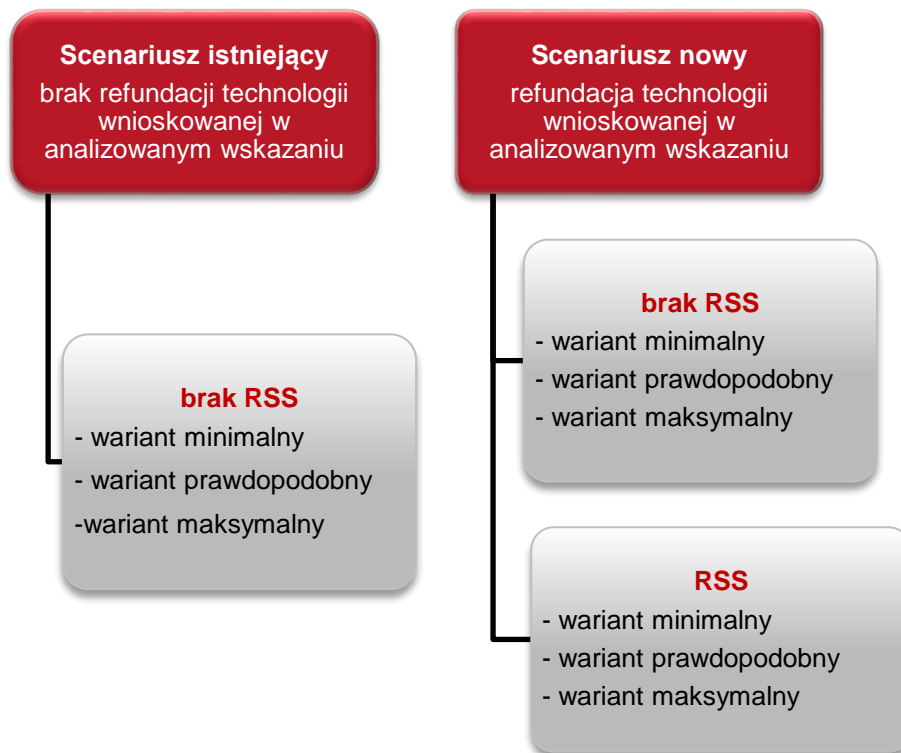 Scenariusz istniejący
brak refundacji technologii
wnioskowanej w
analizowanym wskazaniu
brak RSS
- wariant minimalny
- wariant prawdopodobny
-wariant maksymalny
Scenariusz nowy
refundacja technologii
wnioskowanej w
analizowanym wskazaniu
brak RSS
- wariant minimalny
- wariant prawdopodobny
- wariant maksymalny
RSS
- wariant minimalny
- wariant prawdopodobny
- wariant maksymalny